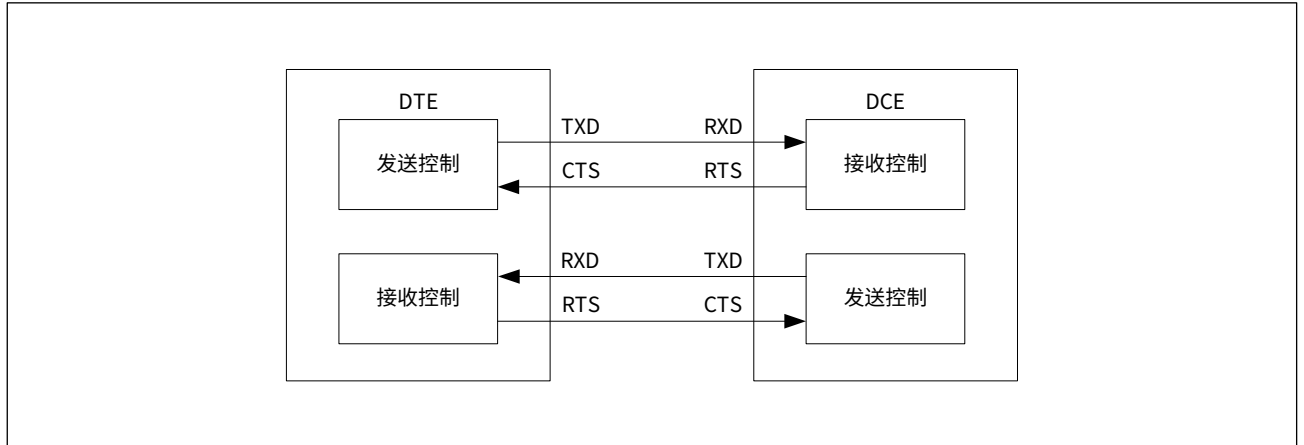 DTE DCE
TXD RXD
发送控制 接收控制
CTS RTS
RXD TXD
接收控制 发送控制
RTS CTS